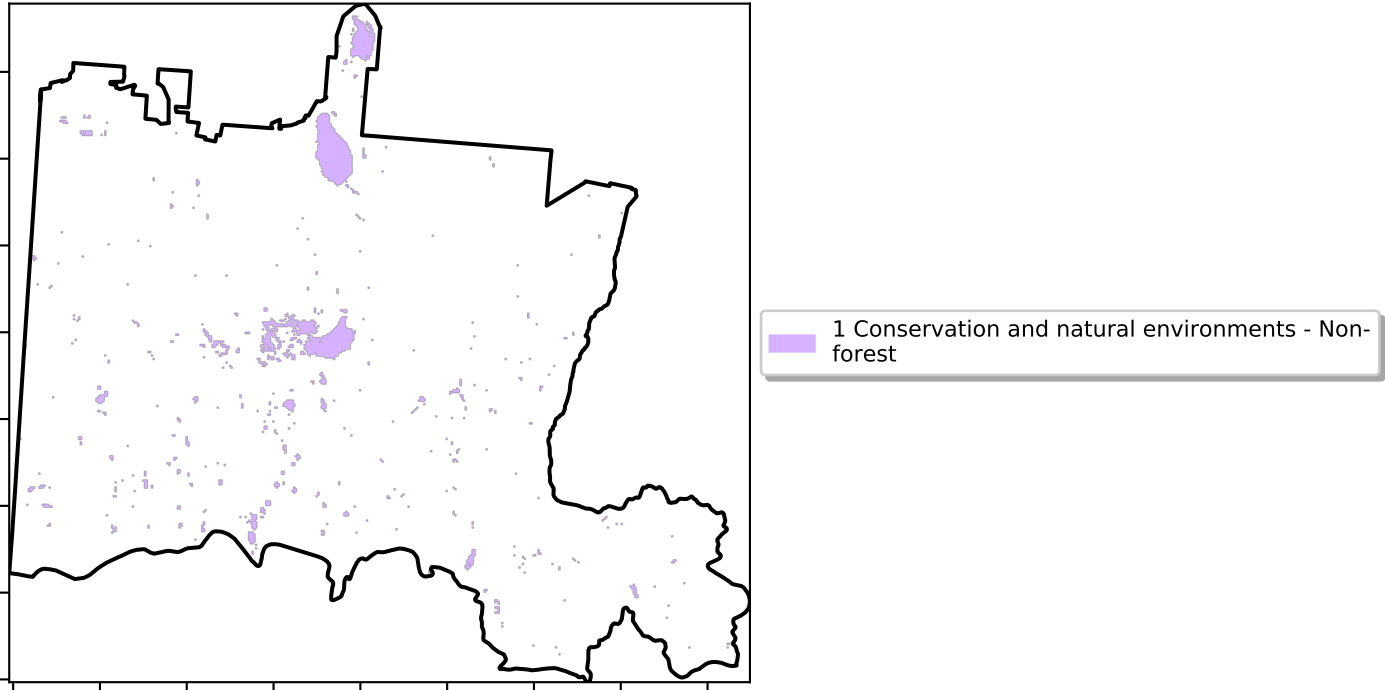 1 Conservation and natural environments - Non-
forest